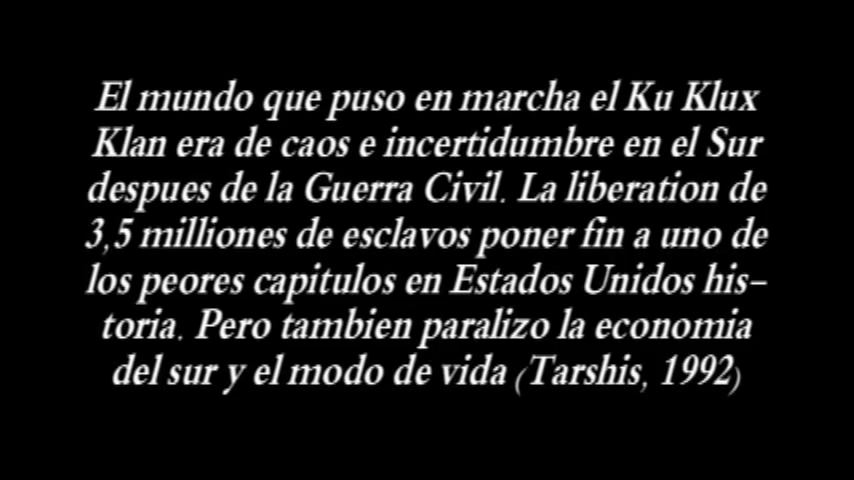 El mundo que puso en marcha el Ku Klux
Klan era de caos e incertidumbre en el Sur
despues de la Guerra Civil. La liberation de
3,5 milliones de esclavos poner fin a uno de
los peores capitulos en Estados Unidos his-
toria. Pero tambien paralizo la economia
del sur y el modo de vida (Tarshis, 1992)